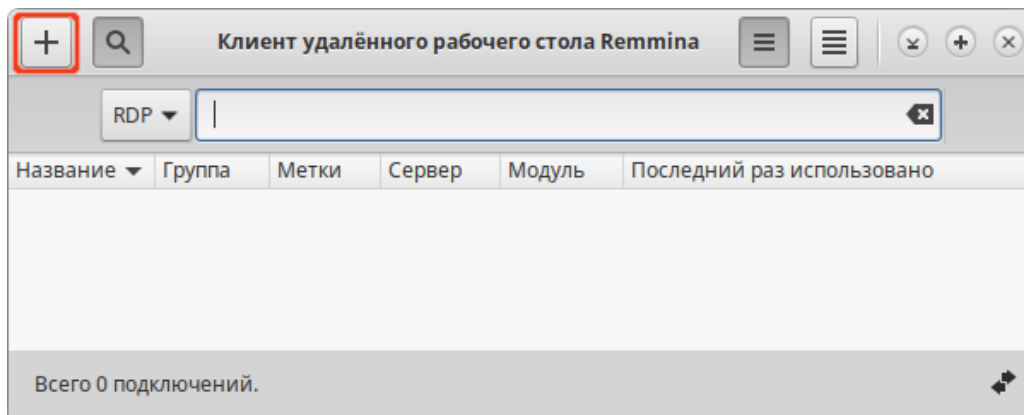 Клиент удалённого рабочего стола Remmina
RDP
Название Группа Метки Сервер Модуль Последний раз использовано
Всего 0 подключений.